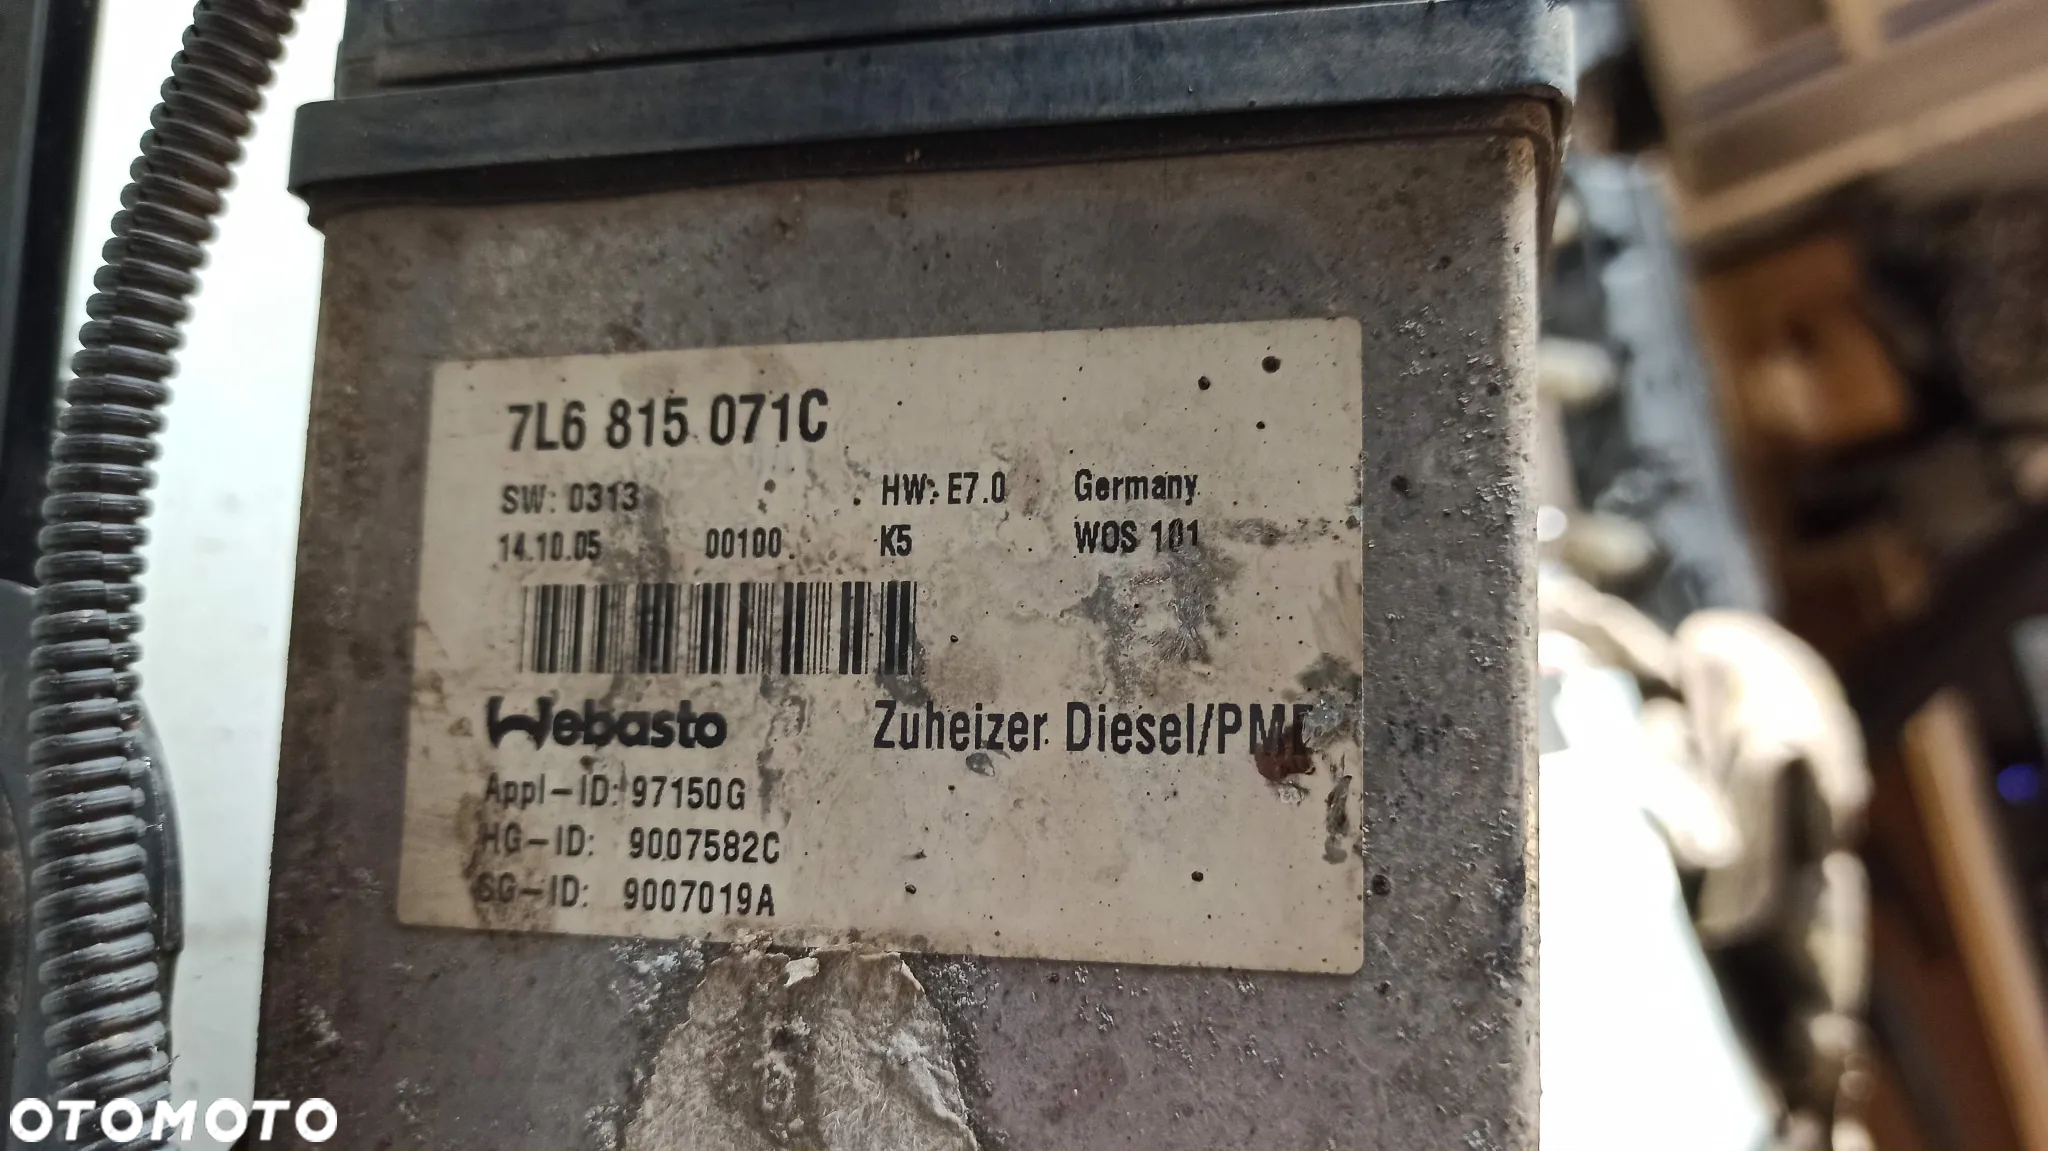 7L6 815 071C
SW: 0313 HW: E7.0 Germany
14.10.05 00100 K5 WOS 101
Webasto Zuheizer Diesel/PME
Appl-ID: 97150G
HG-ID: 9007582C
SG-ID: 9007019A
OTOMOTO